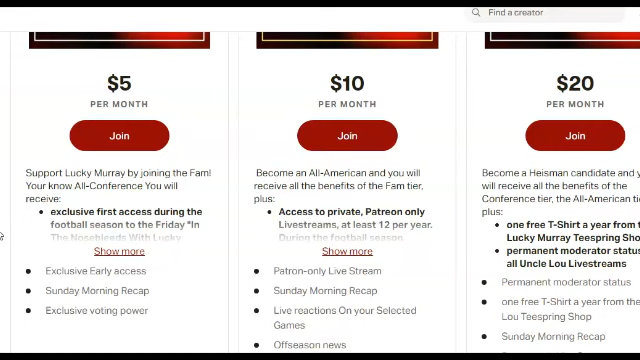 Find a creator
$5
PER MONTH
Join
Support Lucky Murray by joining the Fam!
Your know All-Conference You will
receive:
exclusive first access during the
football season to the Friday "In
The Nosebleeds With Lucky
Show more
Exclusive Early access
Sunday Morning Recap
Exclusive voting power
$10
PER MONTH
Join
Become an All-American and you will
receive all the benefits of the Fam tier,
plus:
Access to private, Patreon only
Livestreams, at least 12 per year.
During the football season
Show more
Patron-only Live Stream
Sunday Morning Recap
Live reactions On your Selected
Games
Offseason news
$20
PER MONTH
Join
Become a Heisman candidate and
will receive all the benefits of the
Conference tier, the All-American
plus:
one free T-Shirt a year from
Lucky Murray Teespring
permanent moderator status
all Uncle Lou Livestreams
Permanent moderator status
one free T-Shirt a year from the
Lou Teespring Shop
Sunday Morning Recap